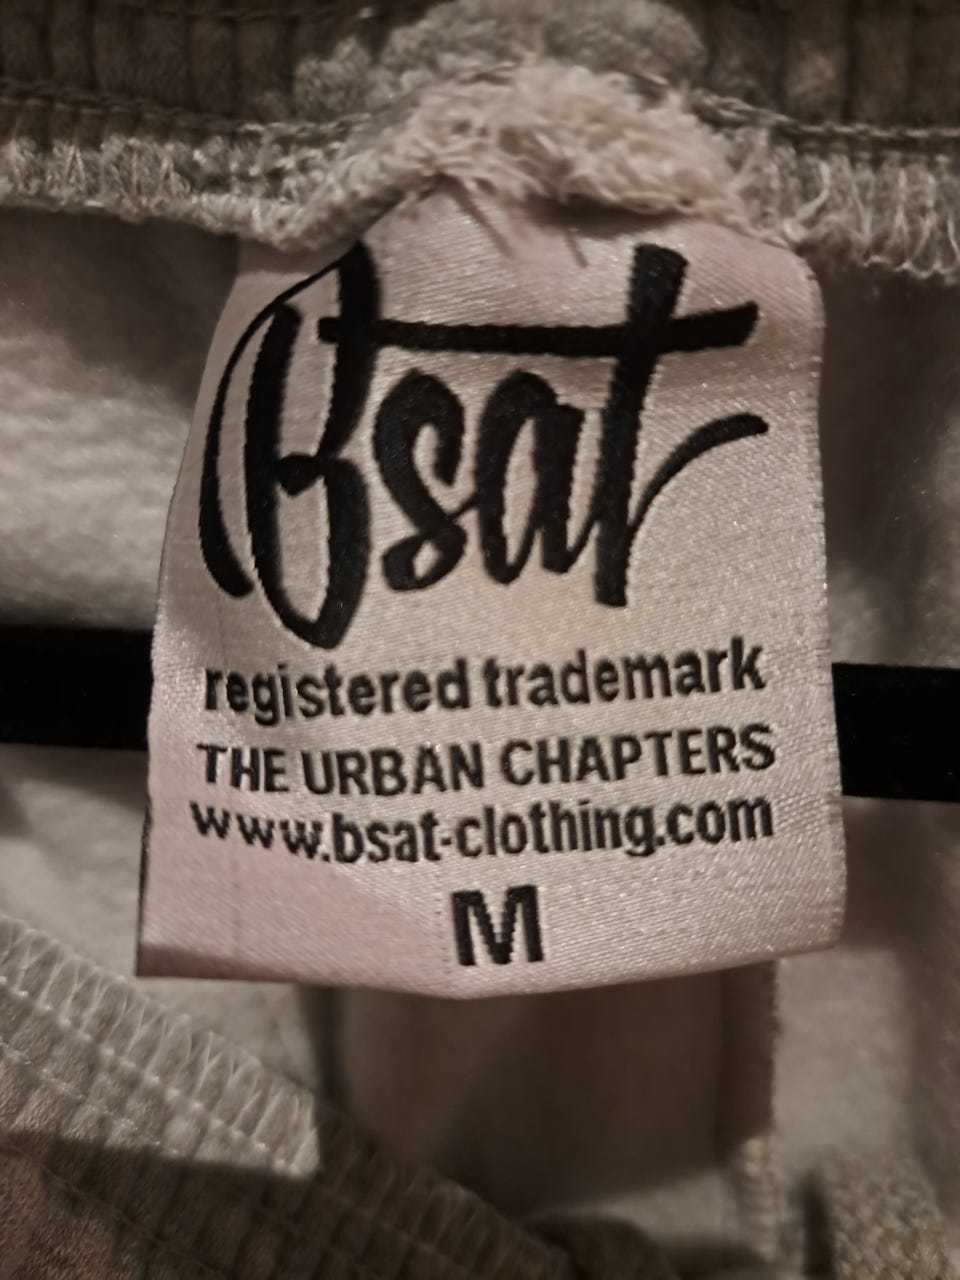 Bsat
registered trademark
THE URBAN CHAPTERS
www.bsat-clothing.com
M